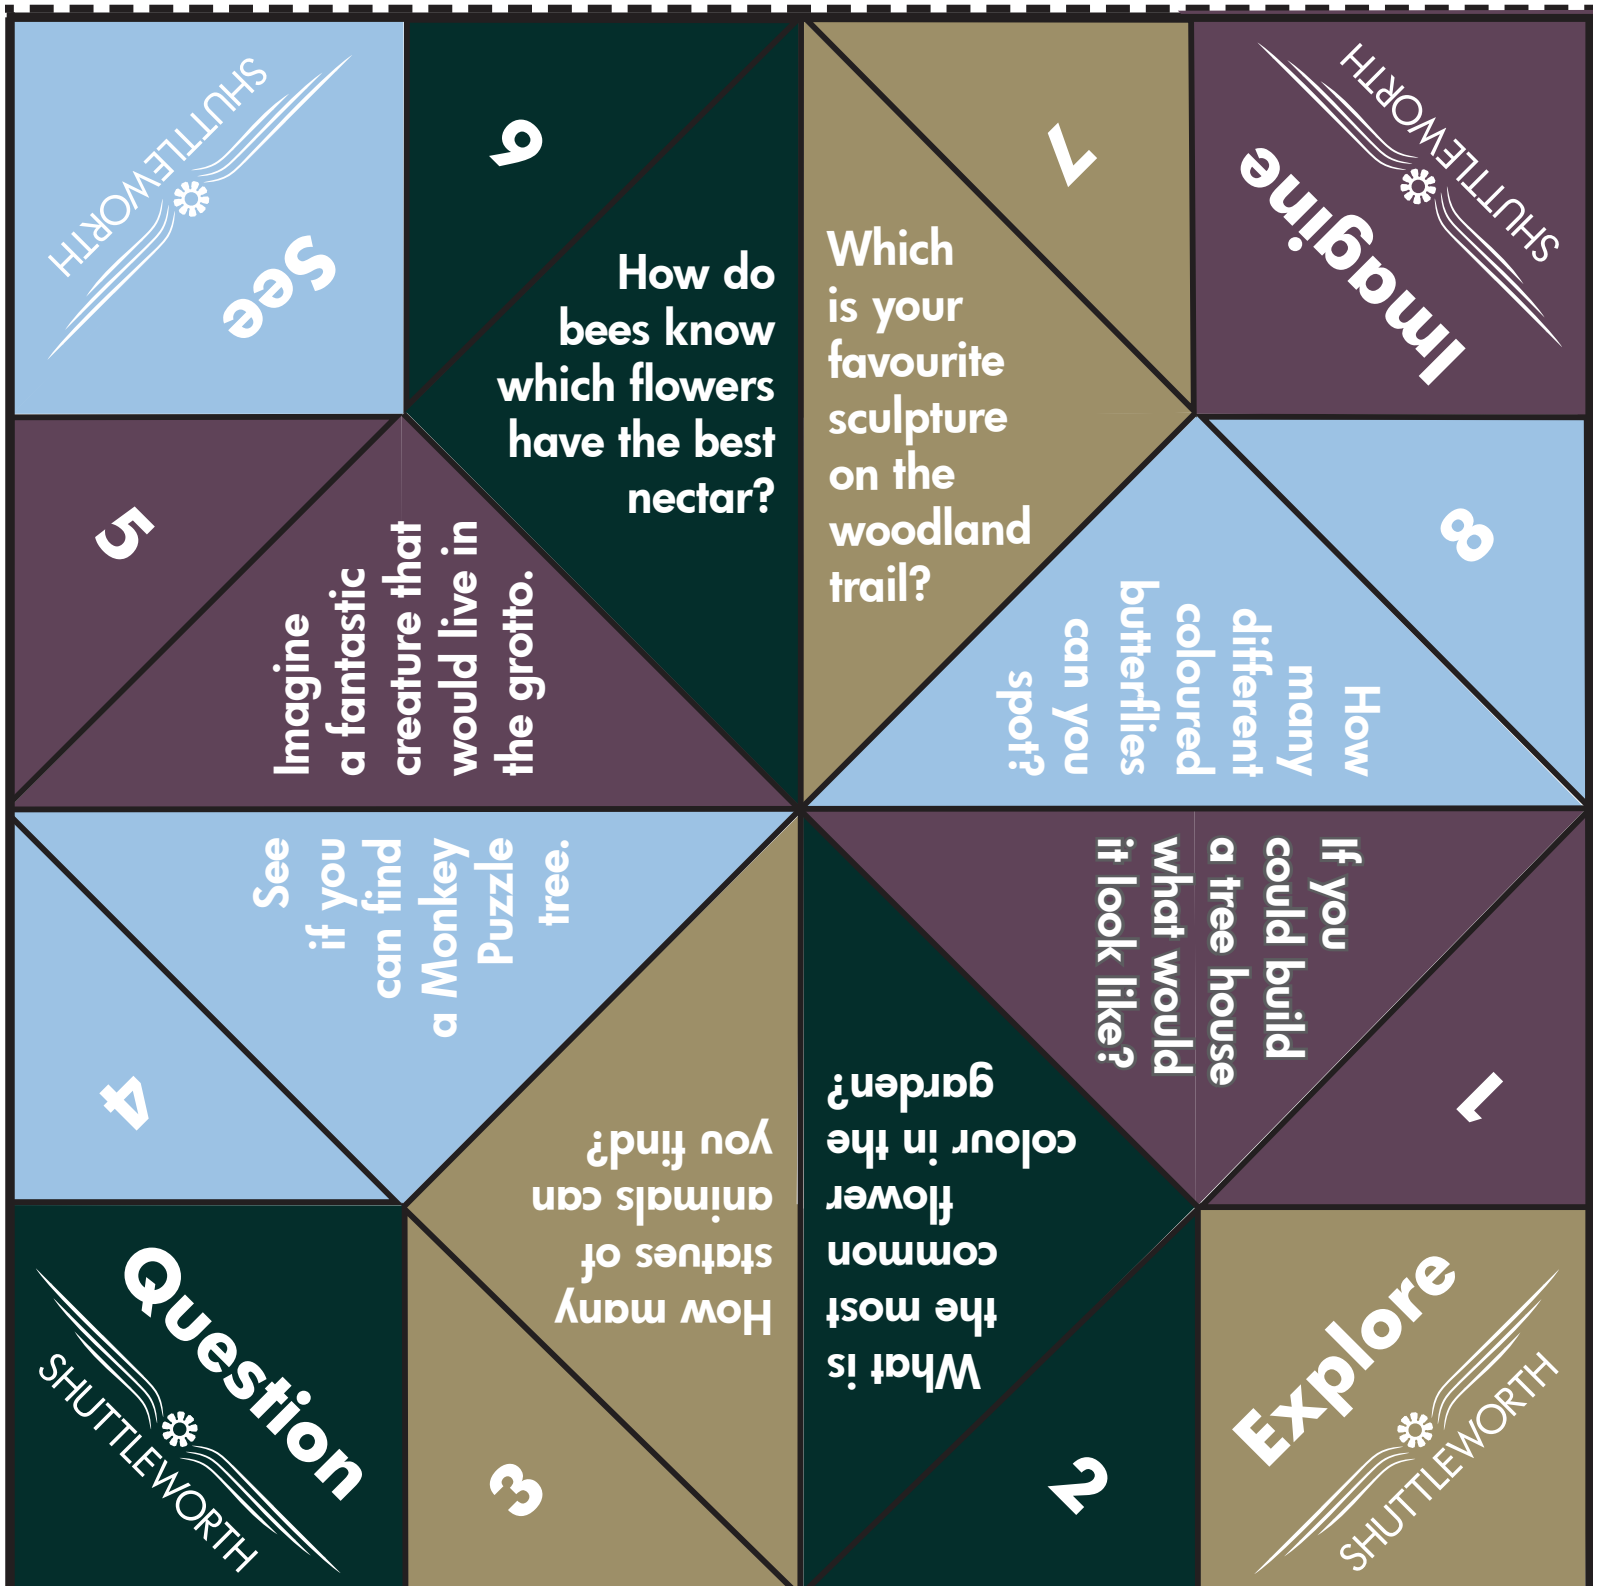 SHUTTLEWORTH
See
6
How do
bees know
which flowers
have the best
nectar?
7
Which
is your
favourite
sculpture
on the
woodland
trail?
SHUTTLEWORTH
Imagine
5
Imagine
a fantastic
creature that
would live in
the grotto.
8
How
many
different
coloured
butterflies
can you
spot?
See
if you
can find
a Monkey
Puzzle
tree.
4
If you
could build
a tree house
what would
it look like?
1
How many
statues of
animals can
you find?
3
What is
the most
common
flower
colour in the
garden?
2
Question
SHUTTLEWORTH
Explore
SHUTTLEWORTH